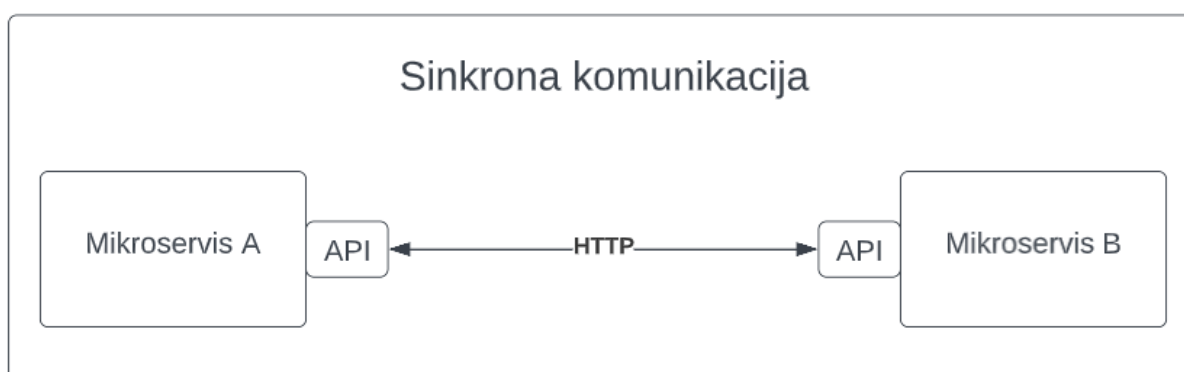 Sinkrona komunikacija
Mikroservis A
API
HTTP
API
Mikroservis B